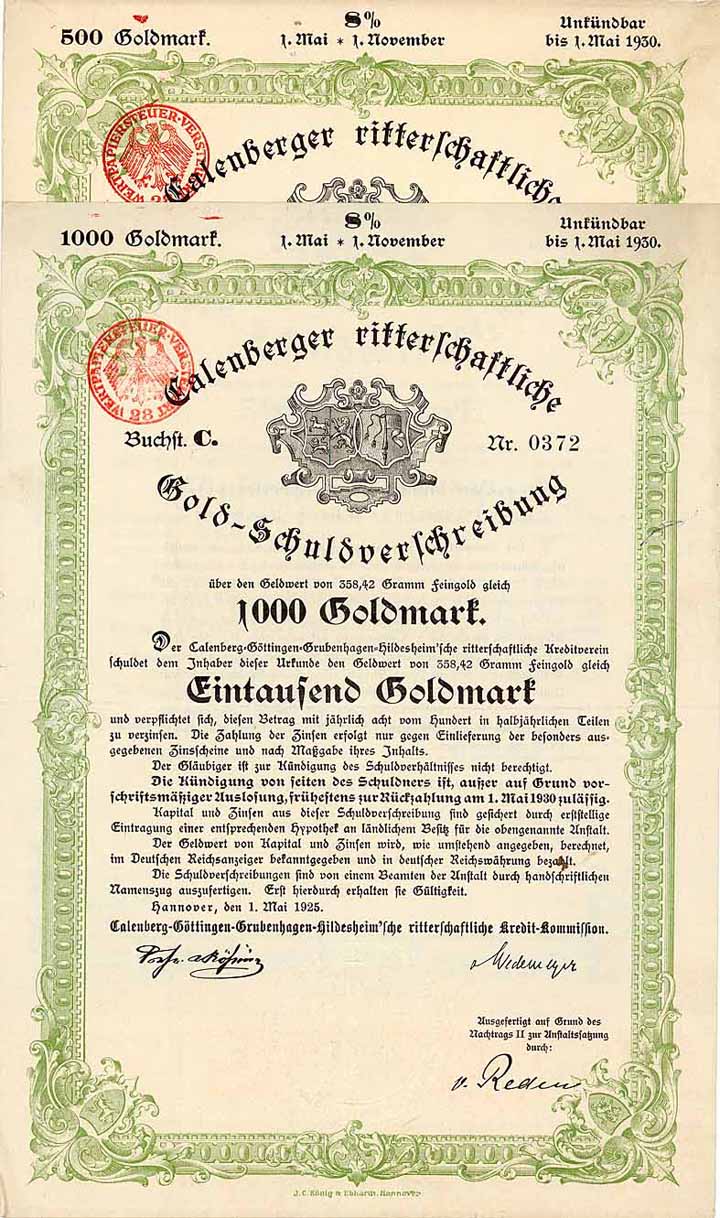 500 Goldmark.
8%
1. Mai * 1. November
Unkündbar
bis 1. Mai 1930.
WERTPAPIERSTEUER-VERST
Calenberger ritterschaftliche
1000 Goldmark.
8%
1. Mai * 1. November
Unkündbar
bis 1. Mai 1930.
WERTPAPIERSTEUER-VERST
23
Calenberger ritterschaftliche
Buchst. C.
Nr. 0372
Gold-Schuldverschreibung
über den Geldwert von 358,42 Gramm Feingold gleich
1000 Goldmark.
Der Calenberg-Göttingen-Grubenhagen-Hildesheim'sche ritterschaftliche Kreditverein
schuldet dem Inhaber dieser Urkunde den Geldwert von 358,42 Gramm Feingold gleich
Eintausend Goldmark
und verpflichtet sich, diesen Betrag mit jährlich acht vom Hundert in halbjährlichen Teilen
zu verzinsen. Die Zahlung der Zinsen erfolgt nur gegen Einlieferung der besonders aus-
gegebenen Zinsscheine und nach Maßgabe ihres Inhalts.
Der Gläubiger ist zur Kündigung des Schuldverhältnisses nicht berechtigt.
Die Kündigung von seiten des Schuldners ist, außer auf Grund vor-
schriftsmäßiger Auslosung, frühestens zur Rückzahlung am 1. Mai 1930 zulässig.
Kapital und Zinsen aus dieser Schuldverschreibung sind gesichert durch erststellige
Eintragung einer entsprechenden Hypothek an ländlichem Besitz für die obengenannte Anstalt.
Der Geldwert von Kapital und Zinsen wird, wie umstehend angegeben, berechnet,
im Deutschen Reichsanzeiger bekanntgegeben und in deutscher Reichswährung bezahlt.
Die Schuldverschreibungen sind von einem Beamten der Anstalt durch handschriftlichen
Namenszug auszufertigen. Erst hierdurch erhalten sie Gültigkeit.
Hannover, den 1. Mai 1925.
Calenberg-Göttingen-Grubenhagen-Hildesheim'sche ritterschaftliche Kredit-Kommission.
v Wedemeyer
Ausgefertigt auf Grund des
Nachtrags II zur Anstaltssatzung
durch:
v. Reden
J. C. König & Ebhardt, Hannover